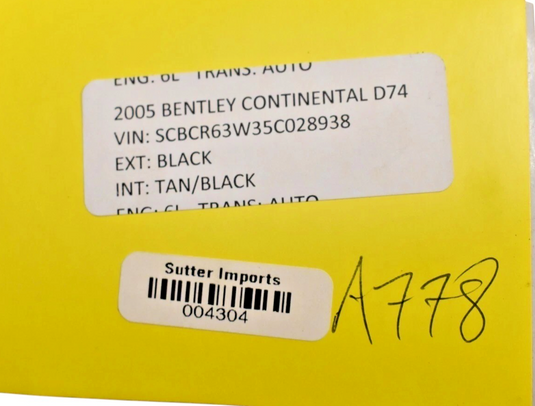 ENG: 6L TRANS: AUTO
2005 BENTLEY CONTINENTAL D74
VIN: SCBCR63W35C028938
EXT: BLACK
INT: TAN/BLACK
ENG: 6L TRANS: AUTO
Sutter Imports
004304
A778